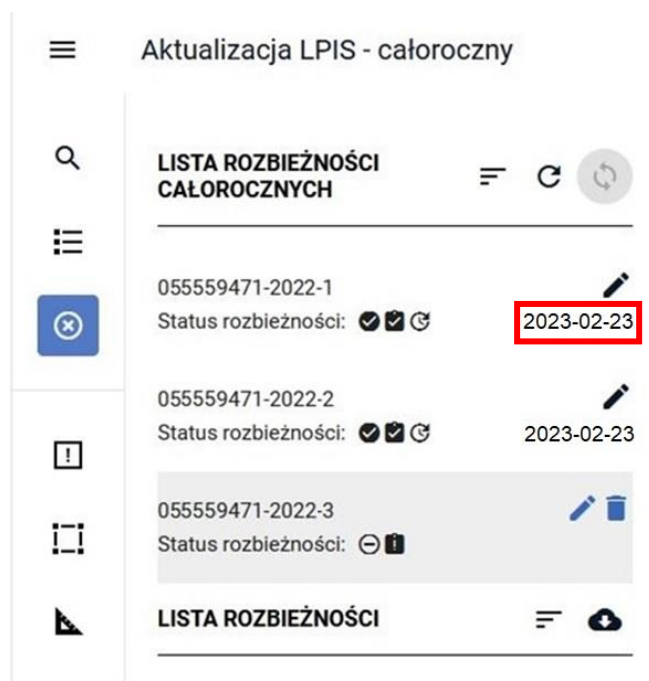 Aktualizacja LPIS - całoroczny
LISTA ROZBIEŻNOŚCI
CAŁOROCZNYCH
055559471-2022-1
Status rozbieżności: 2023-02-23
055559471-2022-2
Status rozbieżności: 2023-02-23
055559471-2022-3
Status rozbieżności:
LISTA ROZBIEŻNOŚCI